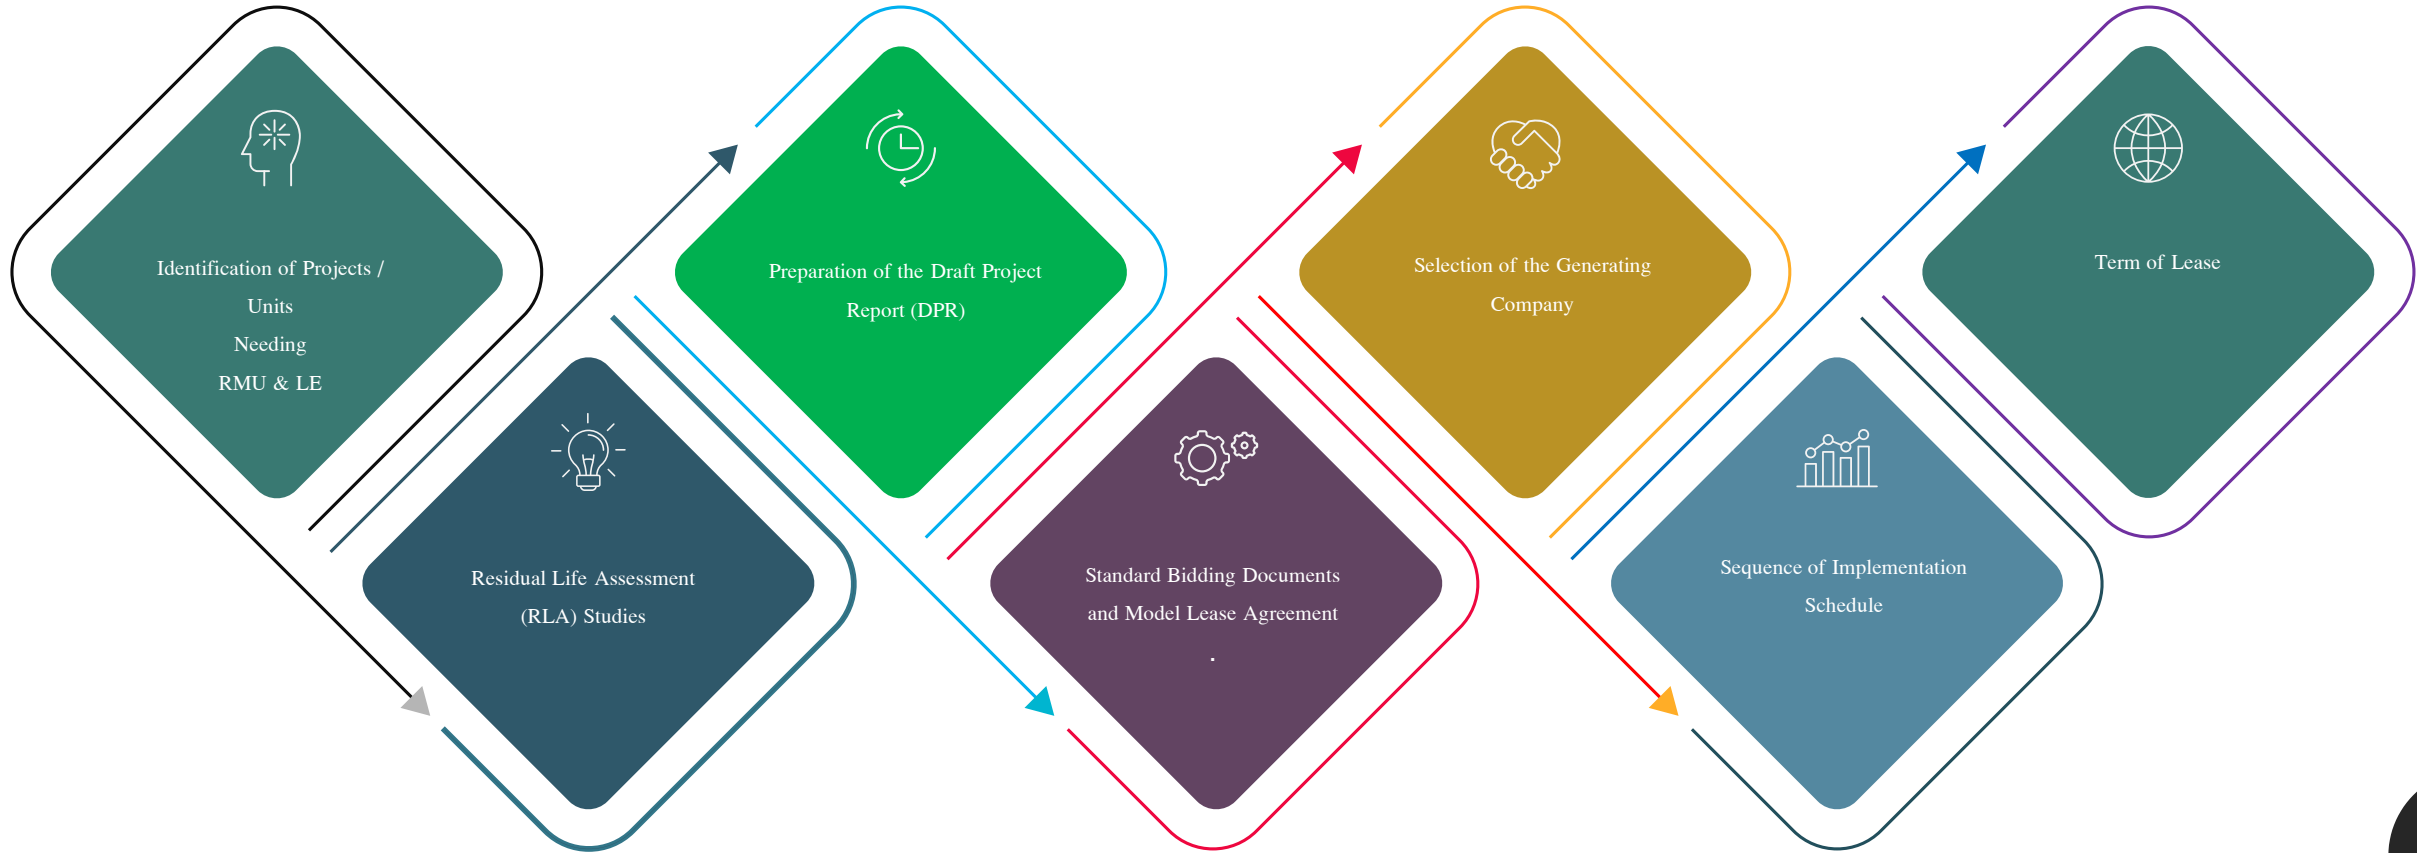 Identification of Projects /
Units
Needing
RMU & LE
Residual Life Assessment
(RLA) Studies
Preparation of the Draft Project
Report (DPR)
Standard Bidding Documents
and Model Lease Agreement
.
Selection of the Generating
Company
Sequence of Implementation
Schedule
Term of Lease